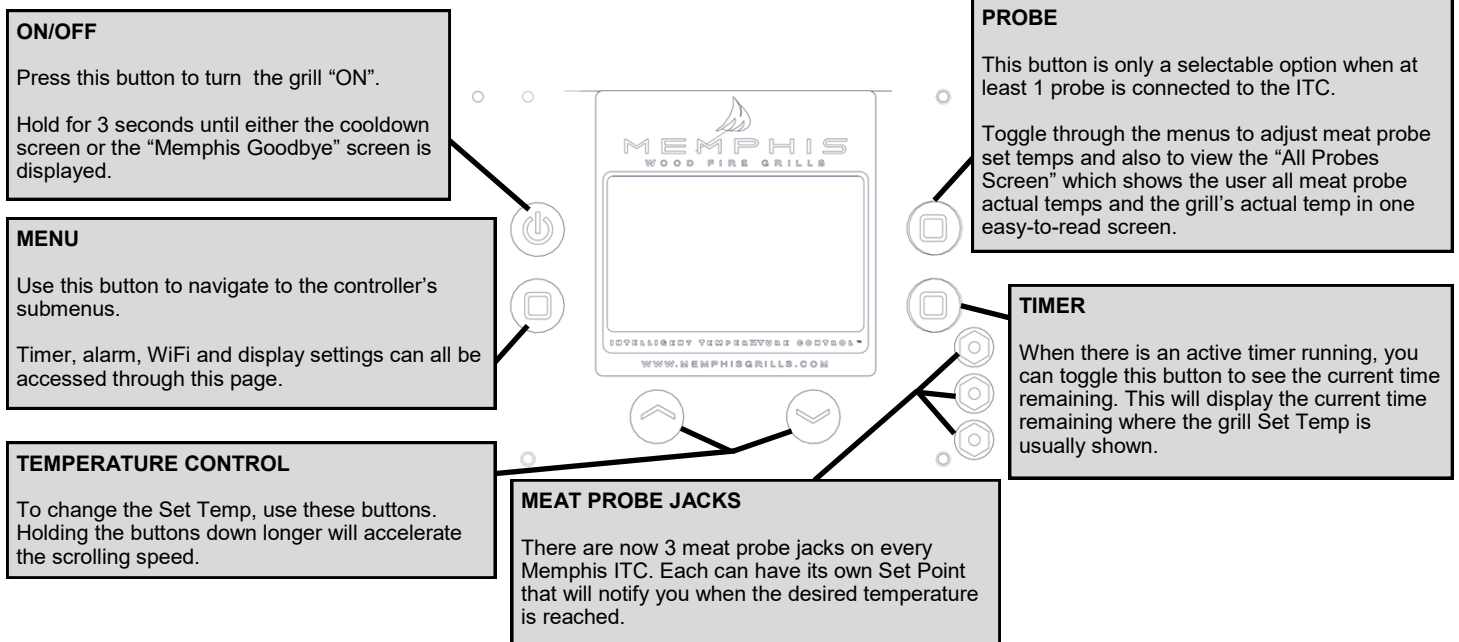 ON/OFF
Press this button to turn the grill “ON”.
Hold for 3 seconds until either the cooldown
screen or the “Memphis Goodbye” screen is
displayed.
MENU
Use this button to navigate to the controller’s
submenus.
Timer, alarm, WiFi and display settings can all be
accessed through this page.
TEMPERATURE CONTROL
To change the Set Temp, use these buttons.
Holding the buttons down longer will accelerate
the scrolling speed.
MEMPHIS
WOOD FIRE GRILLS
INTELLIGENT TEMPERATURE CONTROL™
WWW.MEMPHISGRILLS.COM
MEAT PROBE JACKS
There are now 3 meat probe jacks on every
Memphis ITC. Each can have its own Set Point
that will notify you when the desired temperature
is reached.
PROBE
This button is only a selectable option when at
least 1 probe is connected to the ITC.
Toggle through the menus to adjust meat probe
set temps and also to view the “All Probes
Screen” which shows the user all meat probe
actual temps and the grill’s actual temp in one
easy-to-read screen.
TIMER
When there is an active timer running, you
can toggle this button to see the current time
remaining. This will display the current time
remaining where the grill Set Temp is
usually shown.